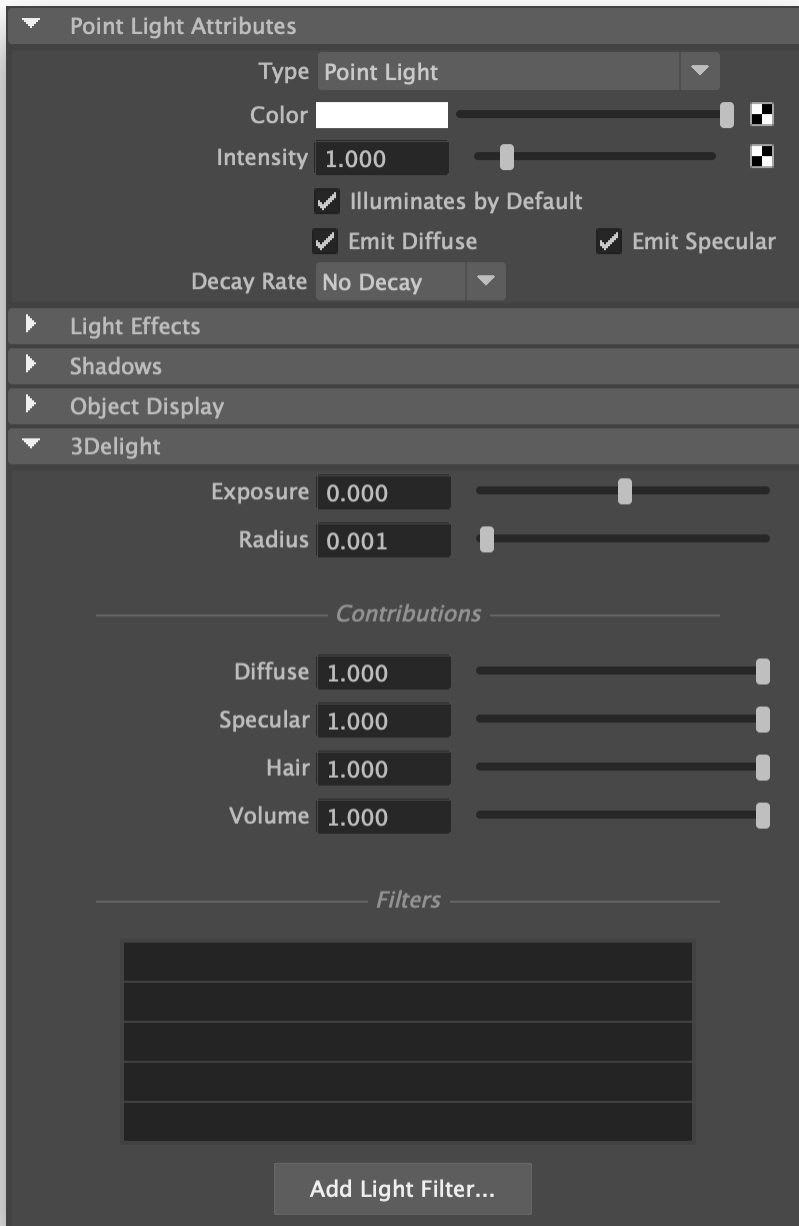 Point Light Attributes
Type Point Light
Color
Intensity 1.000
Illuminates by Default
Emit Diffuse Emit Specular
Decay Rate No Decay
Light Effects
Shadows
Object Display
3Delight
Exposure 0.000
Radius 0.001
Contributions
Diffuse 1.000
Specular 1.000
Hair 1.000
Volume 1.000
Filters
Add Light Filter...